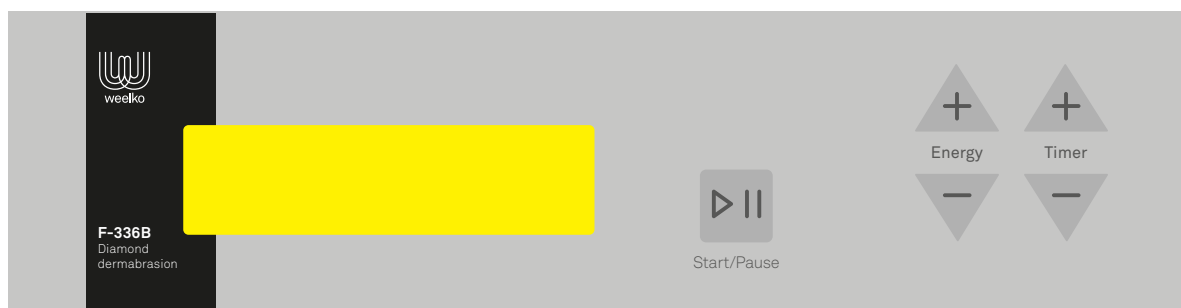 weelko
F-336B
Diamond
dermabrasion
Start/Pause
+ +
Energy Timer
− −